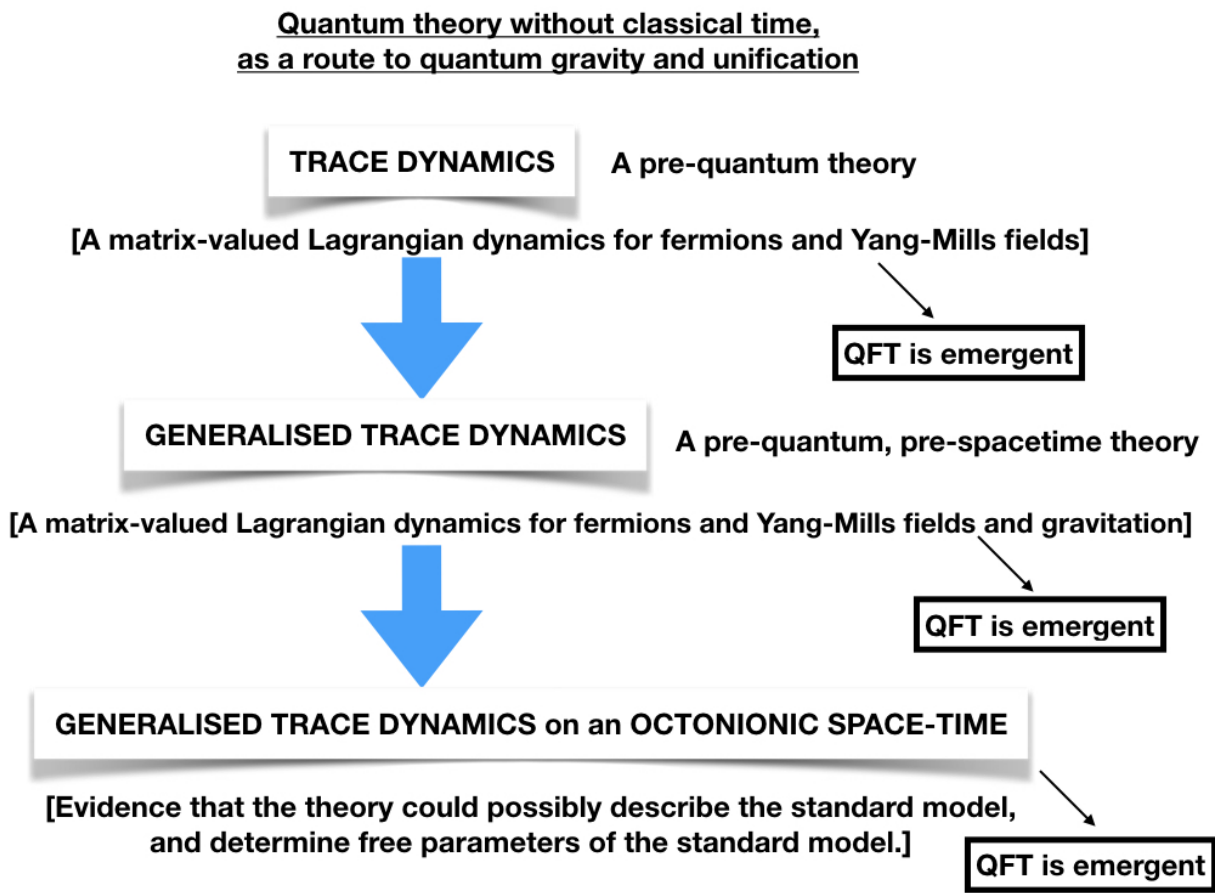 Quantum theory without classical time,
as a route to quantum gravity and unification
TRACE DYNAMICS
A pre-quantum theory
[A matrix-valued Lagrangian dynamics for fermions and Yang-Mills fields]
QFT is emergent
GENERALISED TRACE DYNAMICS
A pre-quantum, pre-spacetime theory
[A matrix-valued Lagrangian dynamics for fermions and Yang-Mills fields and gravitation]
QFT is emergent
GENERALISED TRACE DYNAMICS on an OCTONIONIC SPACE-TIME
[Evidence that the theory could possibly describe the standard model,
and determine free parameters of the standard model.]
QFT is emergent